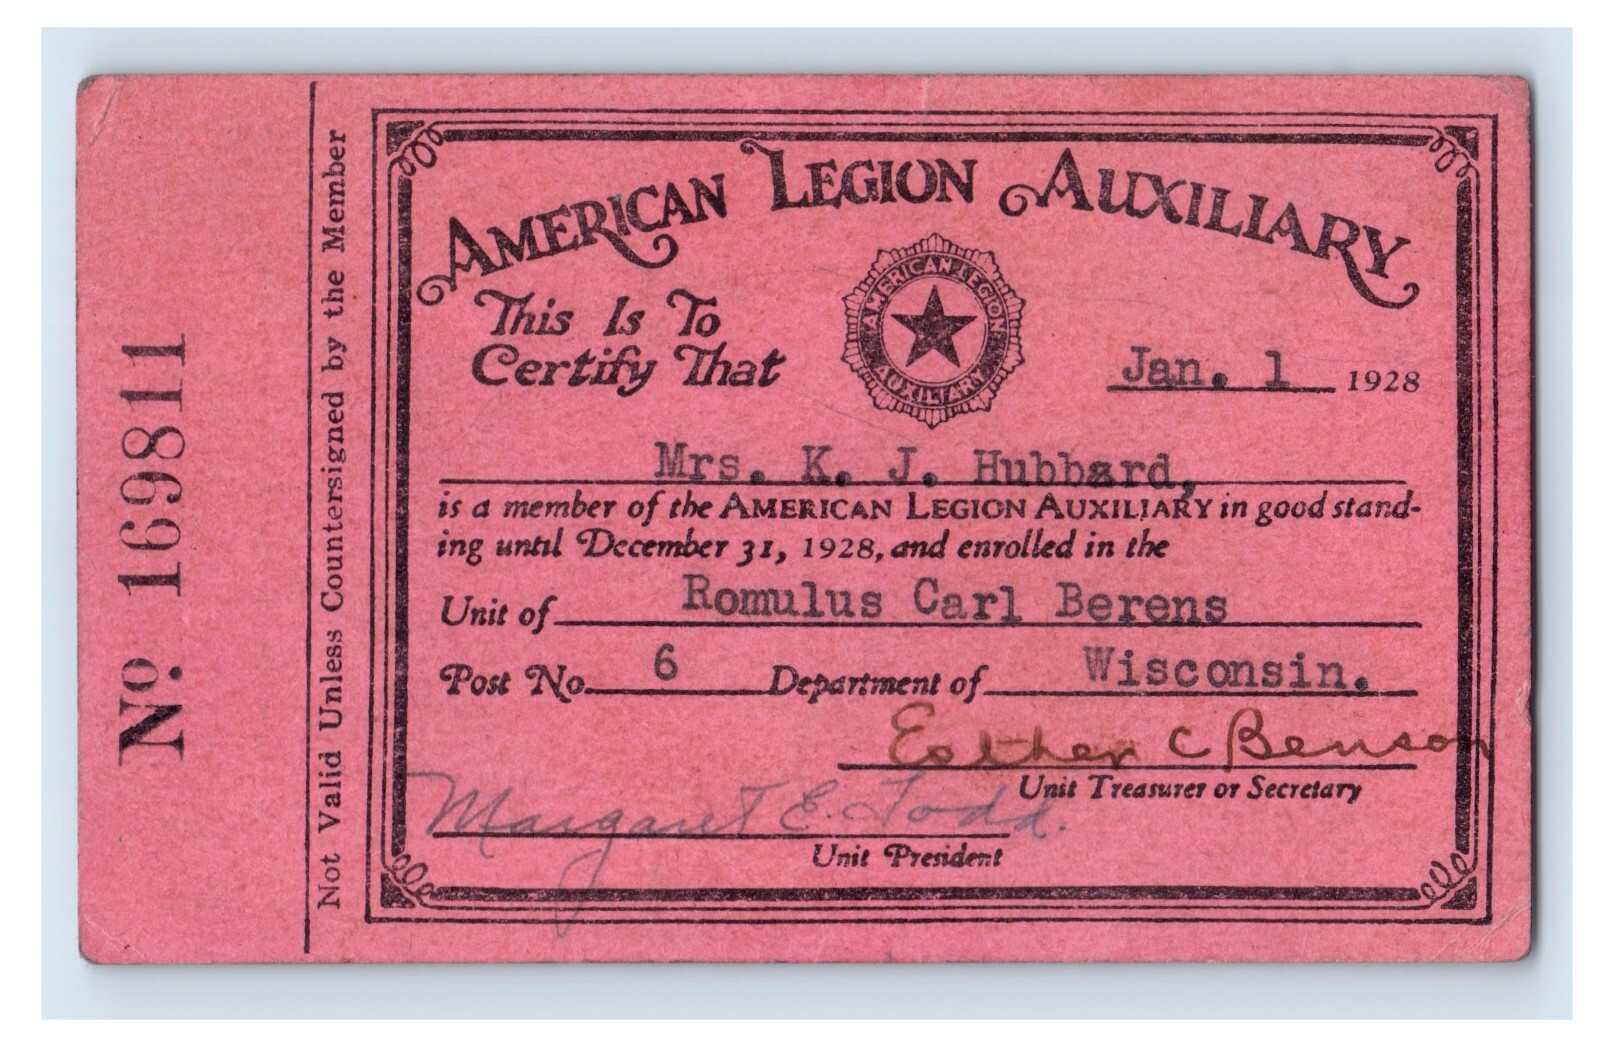 No. 169811
Not Valid Unless Countersigned by the Member
AMERICAN LEGION AUXILIARY
This Is To
Certify That
AMERICAN LEGION
AUXILIARY
Jan. 1 1928
Mrs. K. J. Hubbard,
is a member of the AMERICAN LEGION AUXILIARY in good stand-
ing until December 31, 1928, and enrolled in the
Unit of Romulus Carl Berens
Post No. 6 Department of Wisconsin.
Esther C Benson
Unit Treasurer or Secretary
Margaret E. Todd.
Unit President